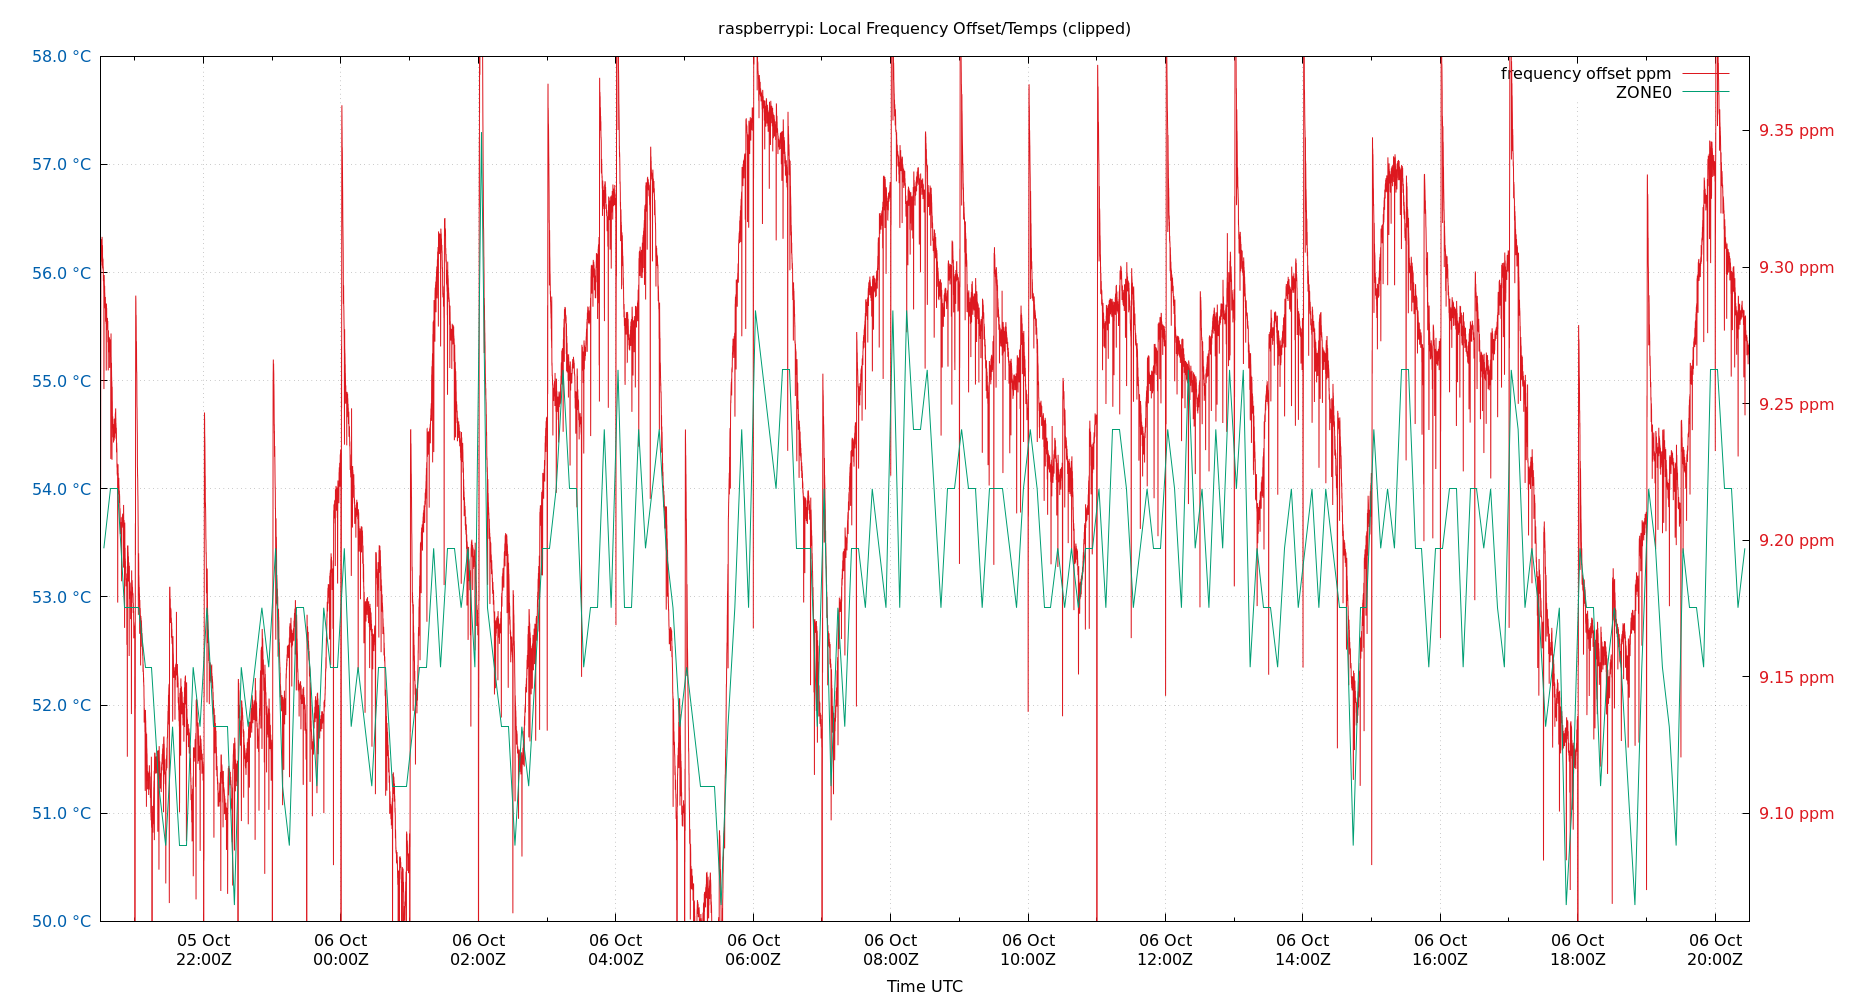 raspberrypi: Local Frequency Offset/Temps (clipped)
frequency offset ppm
ZONE0
58.0 °C
57.0 °C
56.0 °C
55.0 °C
54.0 °C
53.0 °C
52.0 °C
51.0 °C
50.0 °C
9.35 ppm
9.30 ppm
9.25 ppm
9.20 ppm
9.15 ppm
9.10 ppm
05 Oct
22:00Z
06 Oct
00:00Z
06 Oct
02:00Z
06 Oct
04:00Z
06 Oct
06:00Z
06 Oct
08:00Z
06 Oct
10:00Z
06 Oct
12:00Z
06 Oct
14:00Z
06 Oct
16:00Z
06 Oct
18:00Z
06 Oct
20:00Z
Time UTC